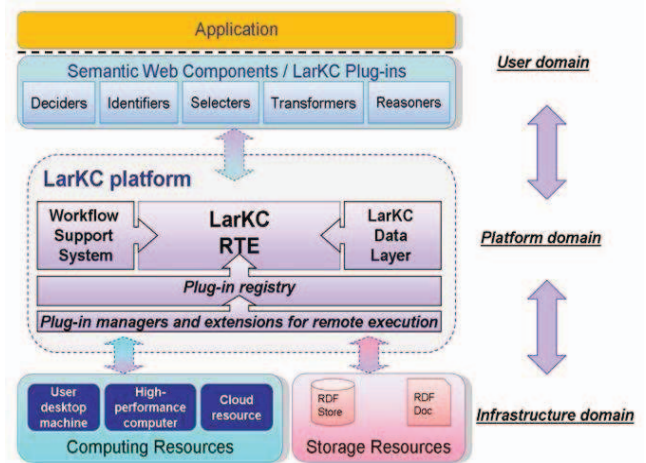 Application
Semantic Web Components / LarKC Plug-ins
User domain
Deciders
Identifiers
Selecters
Transformers
Reasoners
LarKC platform
Workflow
Support
System
LarKC
RTE
LarKC
Data
Layer
Platform domain
Plug-in registry
Plug-in managers and extensions for remote execution
User
desktop
machine
High-
performance
computer
Cloud
resource
Computing Resources
RDF
Store
RDF
Doc.
Storage Resources
Infrastructure domain